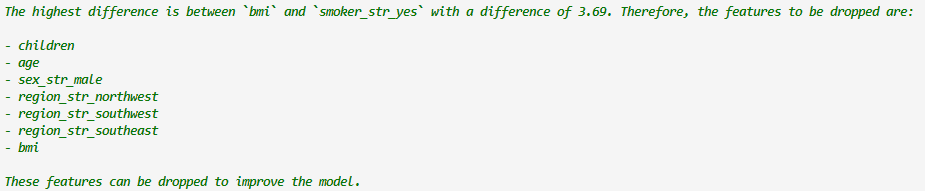 The highest difference is between `bmi` and `smoker_str_yes` with a difference of 3.69. Therefore, the features to be dropped are:
- children
- age
- sex_str_male
- region_str_northwest
- region_str_southwest
- region_str_southeast
- bmi
These features can be dropped to improve the model.